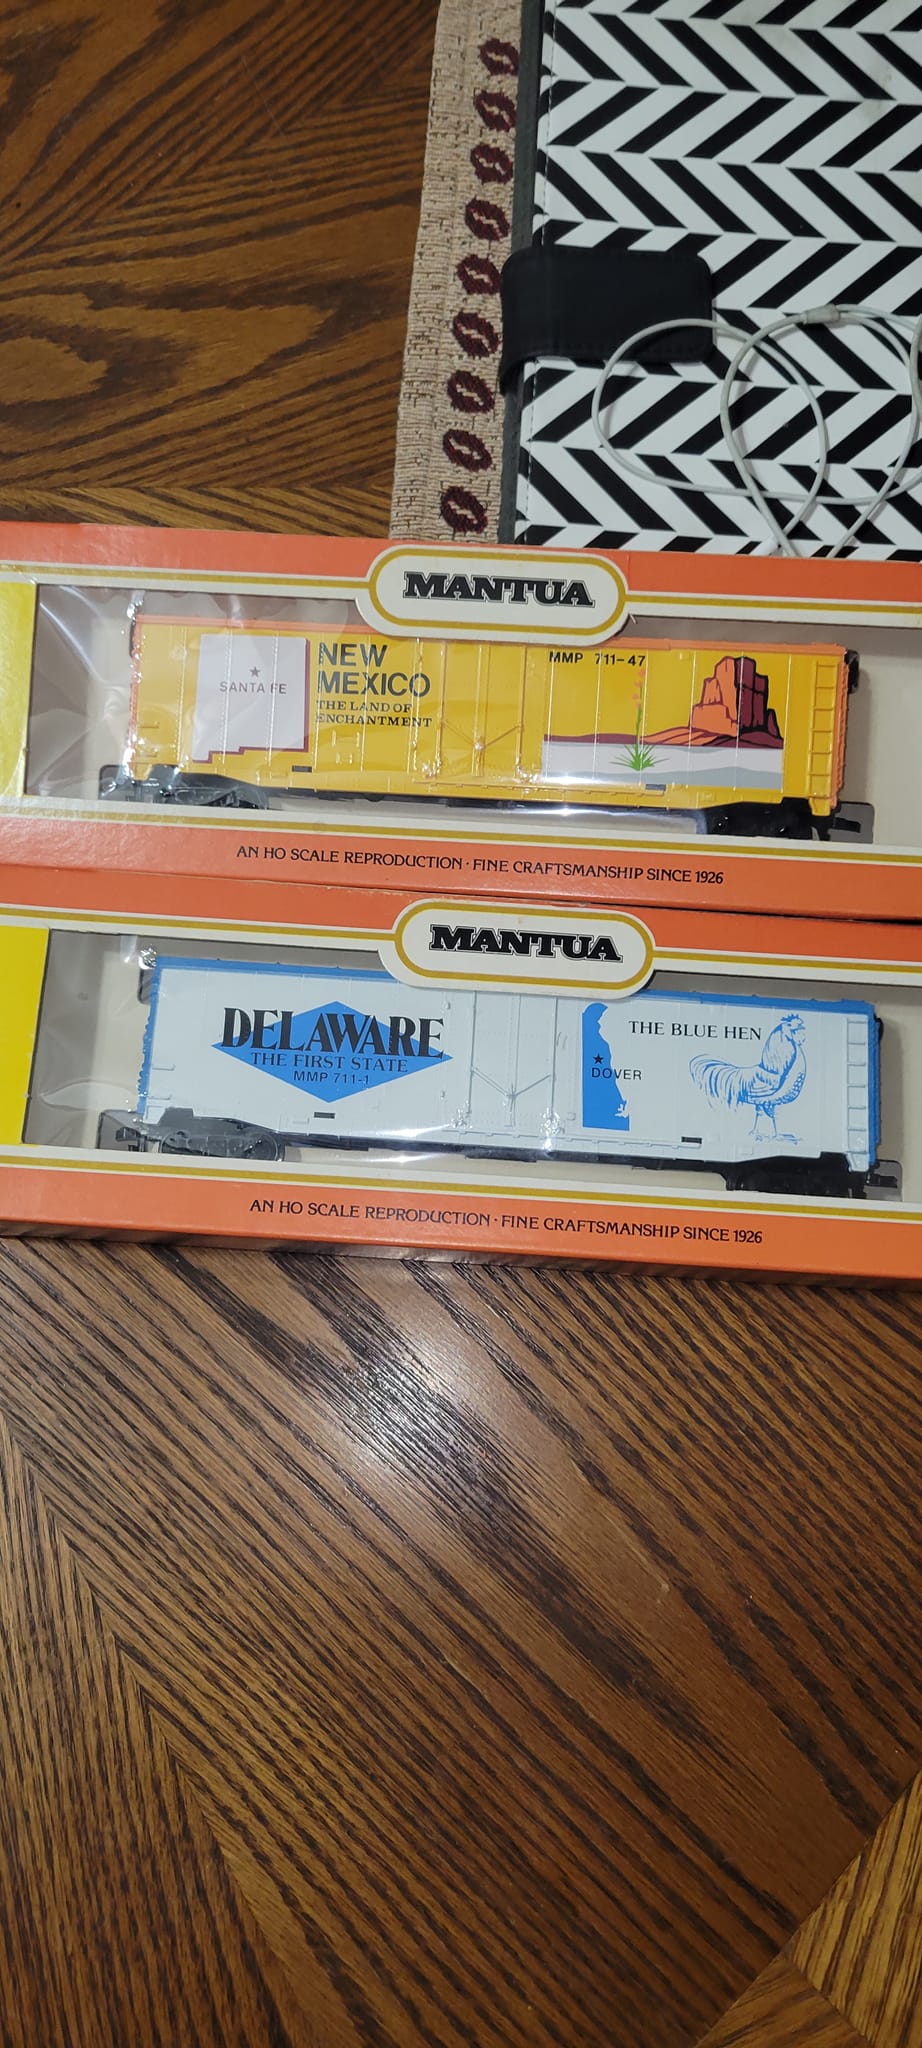 MANTUA
SANTA FE
NEW
MEXICO
THE LAND OF
ENCHANTMENT
MMP 711-47
AN HO SCALE REPRODUCTION · FINE CRAFTSMANSHIP SINCE 1926
MANTUA
DELAWARE
THE FIRST STATE
MMP 711-1
DOVER
THE BLUE HEN
AN HO SCALE REPRODUCTION · FINE CRAFTSMANSHIP SINCE 1926